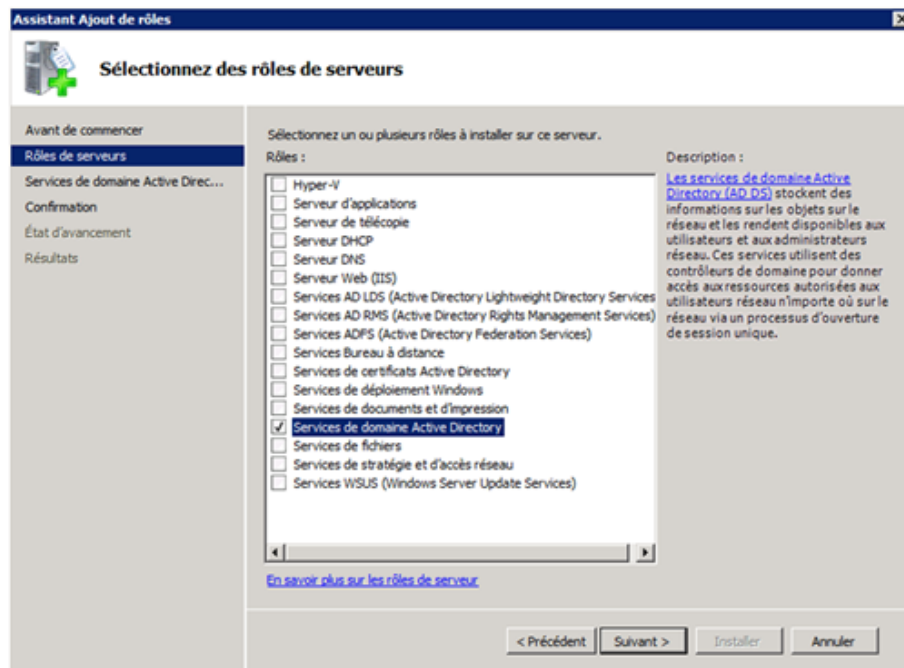 Assistant Ajout de rôles
Sélectionnez des rôles de serveurs
Avant de commencer
Rôles de serveurs
Services de domaine Active Direc...
Confirmation
État d'avancement
Résultats
Sélectionnez un ou plusieurs rôles à installer sur ce serveur.
Rôles :
Hyper-V
Serveur d'applications
Serveur de télécopie
Serveur DHCP
Serveur DNS
Serveur Web (IIS)
Services AD LDS (Active Directory Lightweight Directory Services
Services AD RMS (Active Directory Rights Management Services)
Services ADFS (Active Directory Federation Services)
Services Bureau à distance
Services de certificats Active Directory
Services de déploiement Windows
Services de documents et d'impression
Services de domaine Active Directory
Services de fichiers
Services de stratégie et d'accès réseau
Services WSUS (Windows Server Update Services)
En savoir plus sur les rôles de serveur
Description :
Les services de domaine Active
Directory (AD DS) stockent des
informations sur les objets sur le
réseau et les rendent disponibles aux
utilisateurs et aux administrateurs
réseau. Ces services utilisent des
contrôleurs de domaine pour donner
accès aux ressources autorisées aux
utilisateurs réseau n'importe où sur le
réseau via un processus d'ouverture
de session unique.
< Précédent
Suivant >
Installer
Annuler